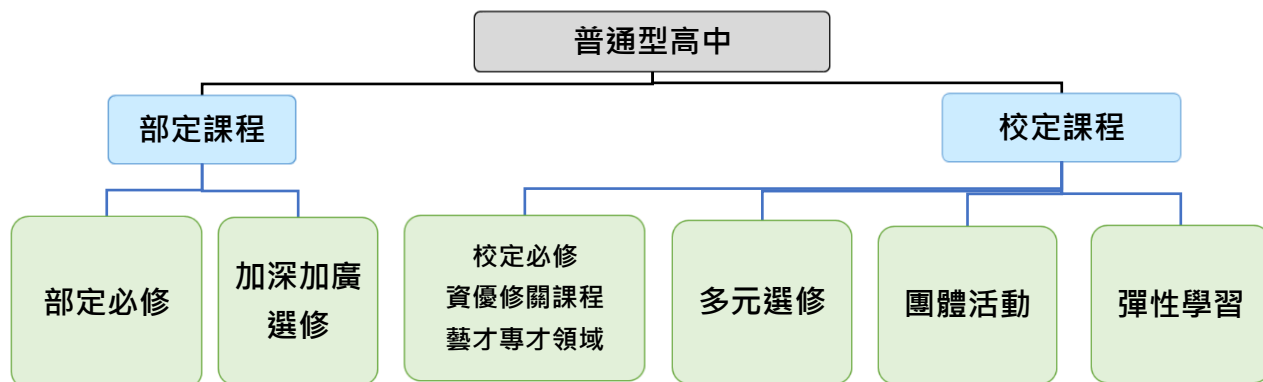 普通型高中
部定課程
校定課程
部定必修
加深加廣
選修
校定必修
資優修關課程
藝才專才領域
多元選修
團體活動
彈性學習